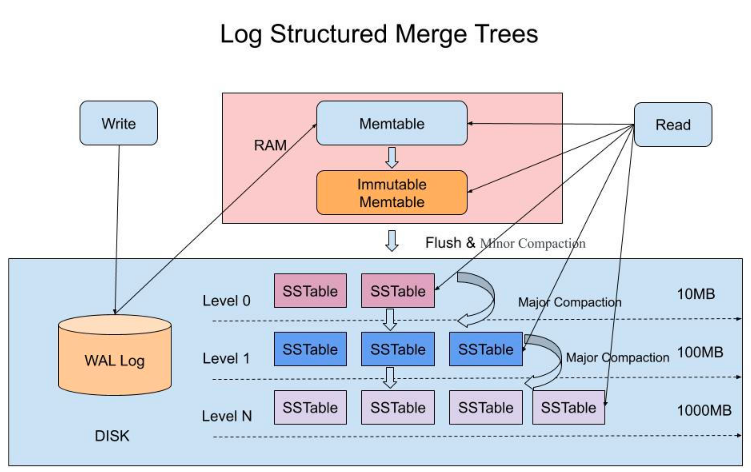 Log Structured Merge Trees
Write
Memtable
Read
RAM
Immutable
Memtable
Flush & Minor Compaction
Level 0
SSTable
SSTable
Major Compaction
10MB
WAL Log
Level 1
SSTable
SSTable
SSTable
Major Compaction
100MB
Level N
SSTable
SSTable
SSTable
SSTable
1000MB
DISK